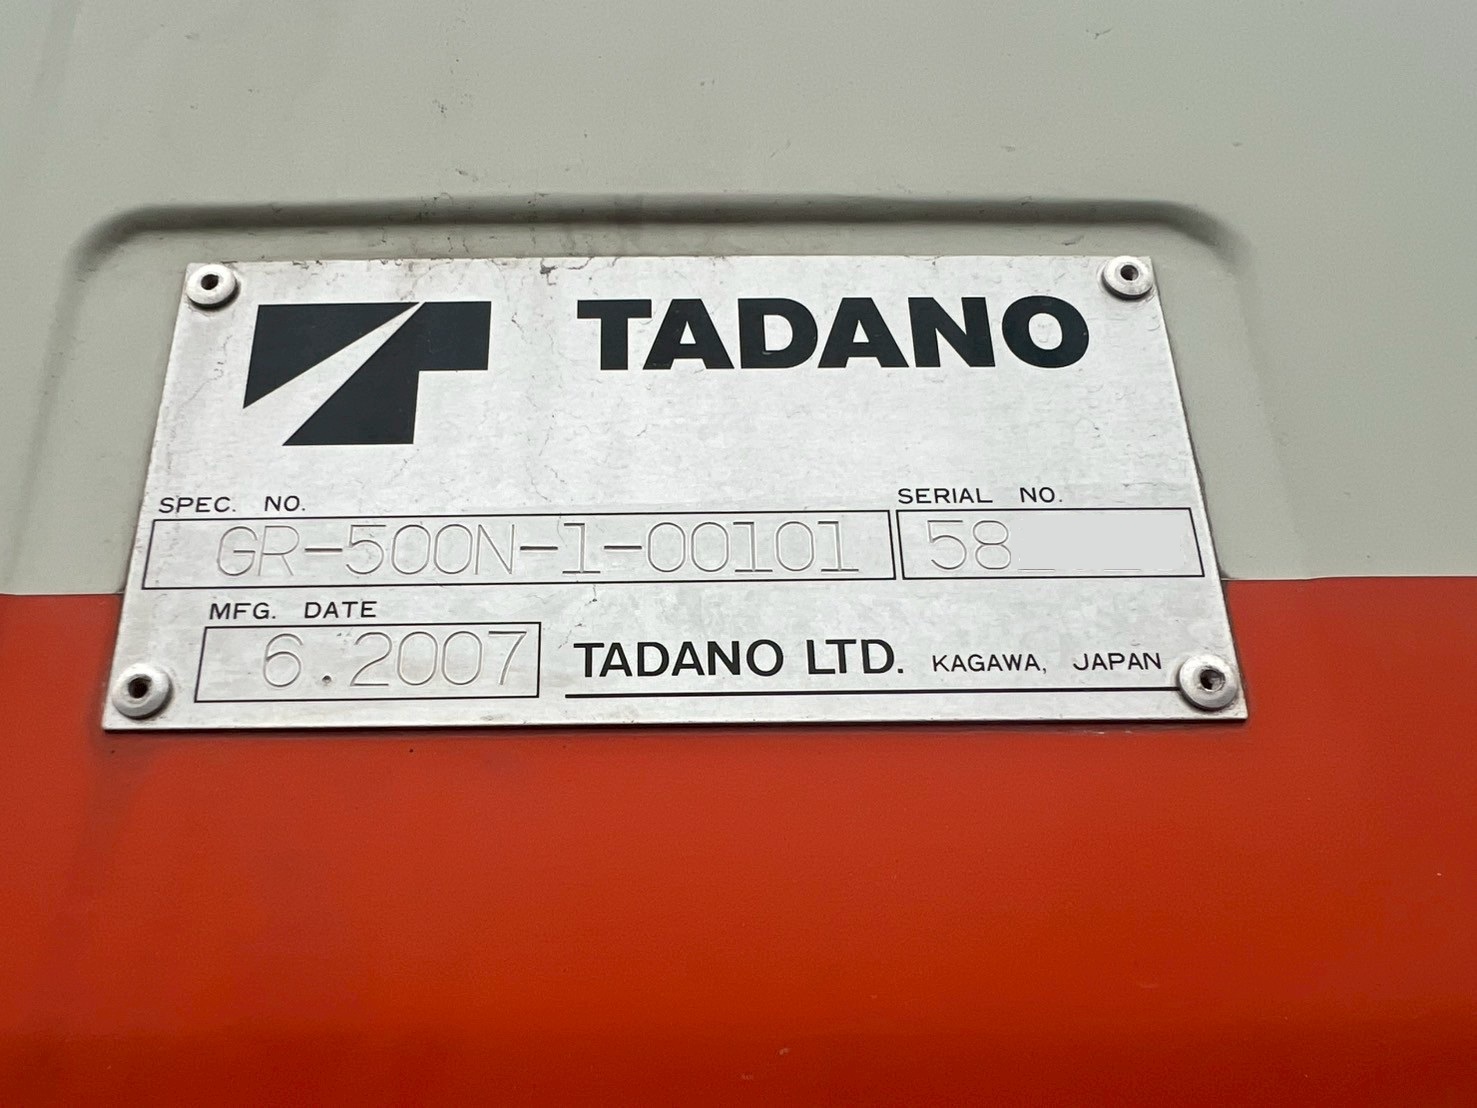 TADANO
SPEC. NO. SERIAL NO.
GR-500N-1-00101 58
MFG. DATE
6.2007 TADANO LTD. KAGAWA, JAPAN